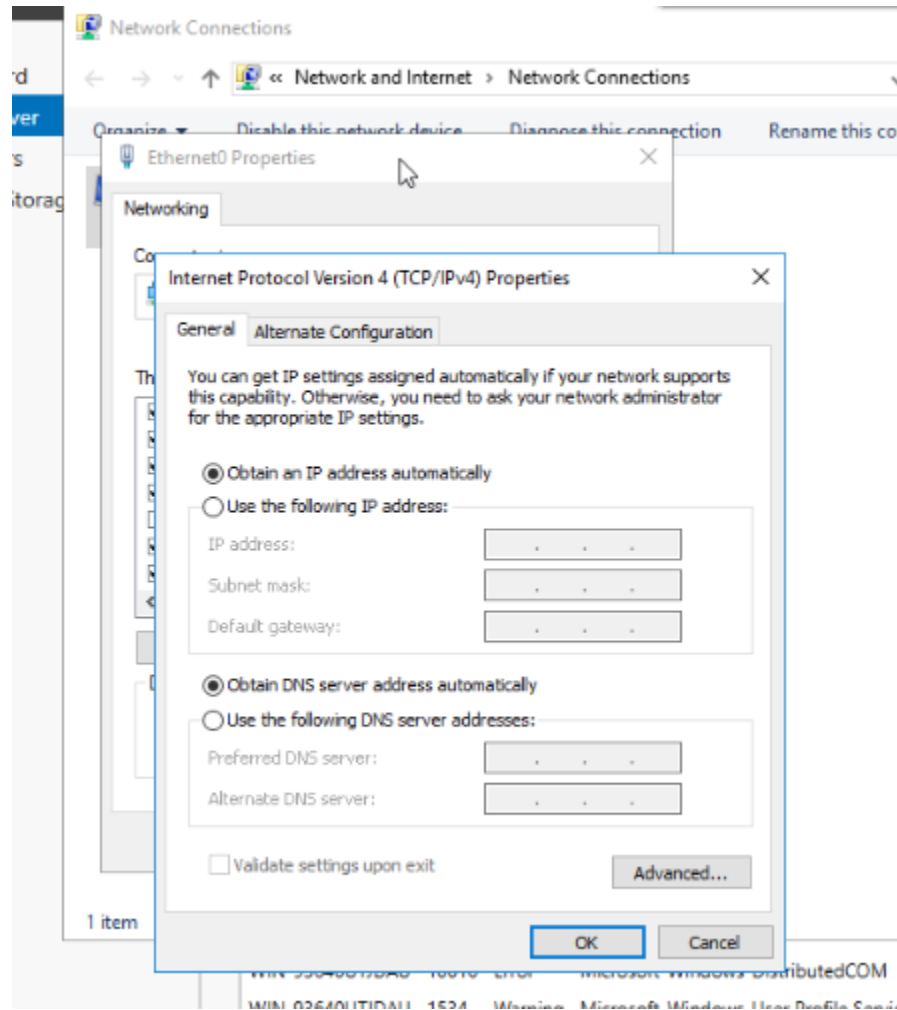 Network Connections
rd
« Network and Internet › Network Connections
ver
Organize Disable this network device Diagnose this connection Rename this co
s
Ethernet0 Properties
torag
Networking
Co
Internet Protocol Version 4 (TCP/IPv4) Properties
General Alternate Configuration
Th
You can get IP settings assigned automatically if your network supports
this capability. Otherwise, you need to ask your network administrator
for the appropriate IP settings.
Obtain an IP address automatically
Use the following IP address:
IP address: . . .
Subnet mask: . . .
Default gateway: . . .
Obtain DNS server address automatically
Use the following DNS server addresses:
Preferred DNS server: . . .
Alternate DNS server: . . .
Validate settings upon exit
Advanced...
1 item
OK Cancel
Error Microsoft-Windows-DistributedCOM
1534 Warning Microsoft-Windows-User Profile